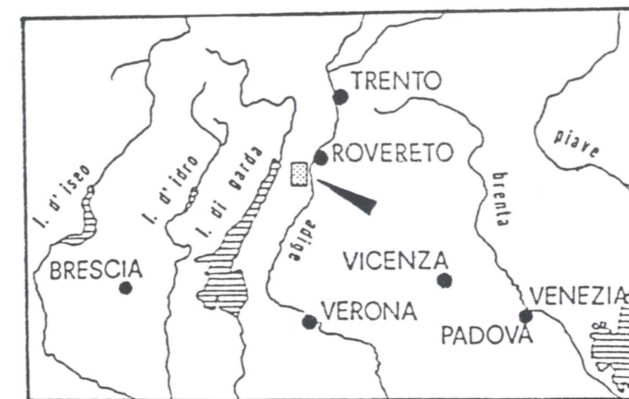 TRENTO
ROVERETO
piave
l. d'iseo
l. d'idro
l. di garda
adige
brenta
BRESCIA
VICENZA
VERONA
VENEZIA
PADOVA